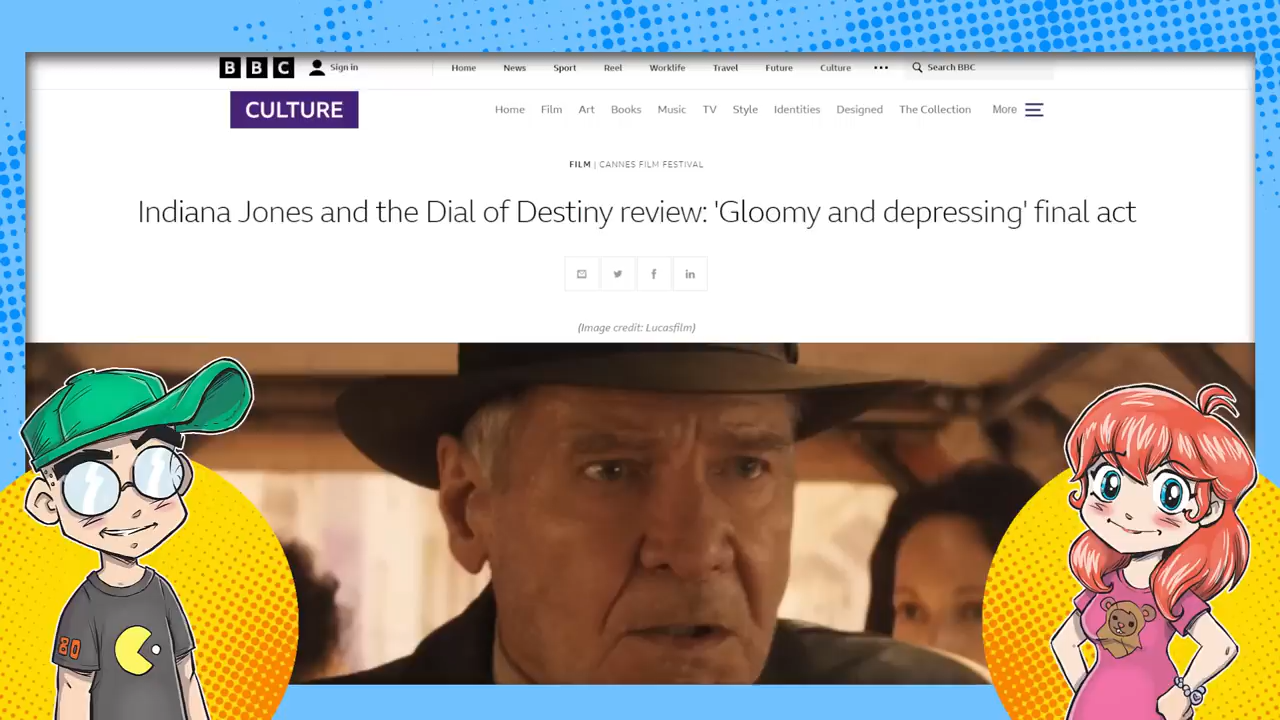 BBC Sign in Home News Sport Reel Worklife Travel Future Culture ••• Search BBC
CULTURE Home Film Art Books Music TV Style Identities Designed The Collection More
FILM | CANNES FILM FESTIVAL
Indiana Jones and the Dial of Destiny review: 'Gloomy and depressing' final act
f in
(Image credit: Lucasfilm)
80